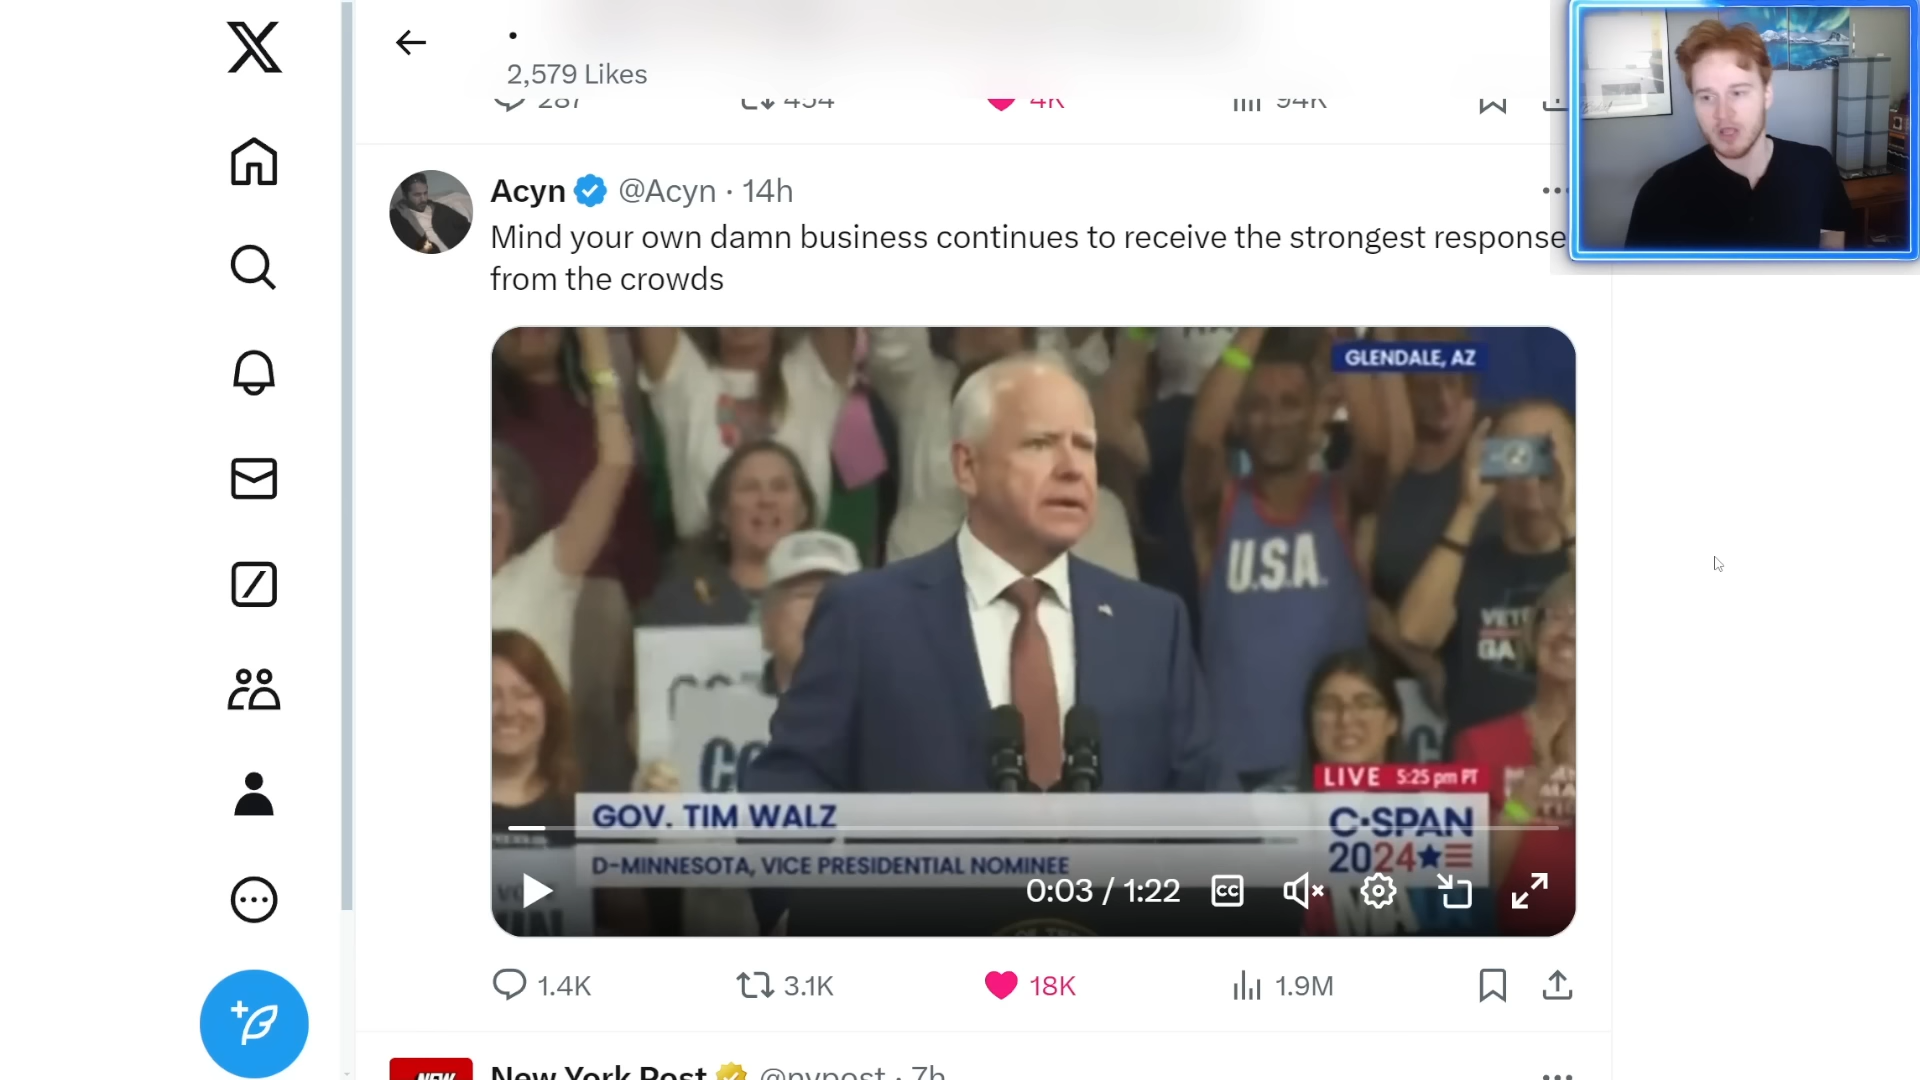 2,579 Likes
287 454 4K 94K
Acyn @Acyn · 14h
Mind your own damn business continues to receive the strongest response
from the crowds
GLENDALE, AZ
U.S.A.
LIVE 5:25 pm PT
GOV. TIM WALZ
C-SPAN
2024
D-MINNESOTA, VICE PRESIDENTIAL NOMINEE
0:03 / 1:22
CC
1.4K 3.1K 18K 1.9M
NEW
New York Post @nypost · 7h